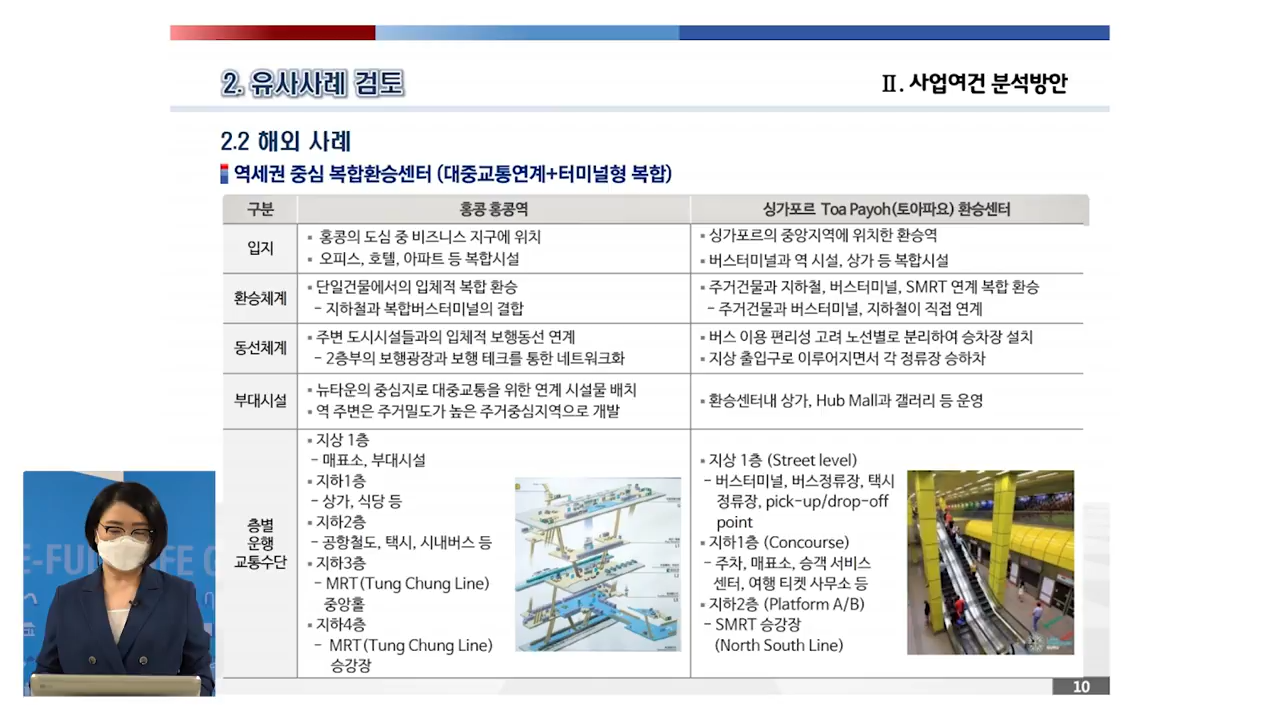 2. 유사사례 검토
Ⅱ. 사업여건 분석방안
2.2 해외 사례
역세권 중심 복합환승센터 (대중교통연계+터미널형 복합)
구분
홍콩 홍콩역
싱가포르 Toa Payoh(토아파요) 환승센터
입지
▪ 홍콩의 도심 중 비즈니스 지구에 위치
▪ 오피스, 호텔, 아파트 등 복합시설
▪ 싱가포르의 중앙지역에 위치한 환승역
▪ 버스터미널과 역 시설, 상가 등 복합시설
환승체계
▪ 단일건물에서의 입체적 복합 환승
– 지하철과 복합버스터미널의 결합
▪ 주거건물과 지하철, 버스터미널, SMRT 연계 복합 환승
– 주거건물과 버스터미널, 지하철이 직접 연계
동선체계
▪ 주변 도시시설들과의 입체적 보행동선 연계
– 2층부의 보행광장과 보행 테크를 통한 네트워크화
▪ 버스 이용 편리성 고려 노선별로 분리하여 승차장 설치
▪ 지상 출입구로 이루어지면서 각 정류장 승하차
부대시설
▪ 뉴타운의 중심지로 대중교통을 위한 연계 시설물 배치
▪ 역 주변은 주거밀도가 높은 주거중심지역으로 개발
▪ 환승센터내 상가, Hub Mall과 갤러리 등 운영
층별
운행
교통수단
▪ 지상 1층
– 매표소, 부대시설
▪ 지하1층
– 상가, 식당 등
▪ 지하2층
– 공항철도, 택시, 시내버스 등
▪ 지하3층
– MRT(Tung Chung Line)
중앙홀
▪ 지하4층
– MRT(Tung Chung Line)
승강장
▪ 지상 1층 (Street level)
– 버스터미널, 버스정류장, 택시
정류장, pick-up/drop-off
point
▪ 지하1층 (Concourse)
– 주차, 매표소, 승객 서비스
센터, 여행 티켓 사무소 등
▪ 지하2층 (Platform A/B)
– SMRT 승강장
(North South Line)
10